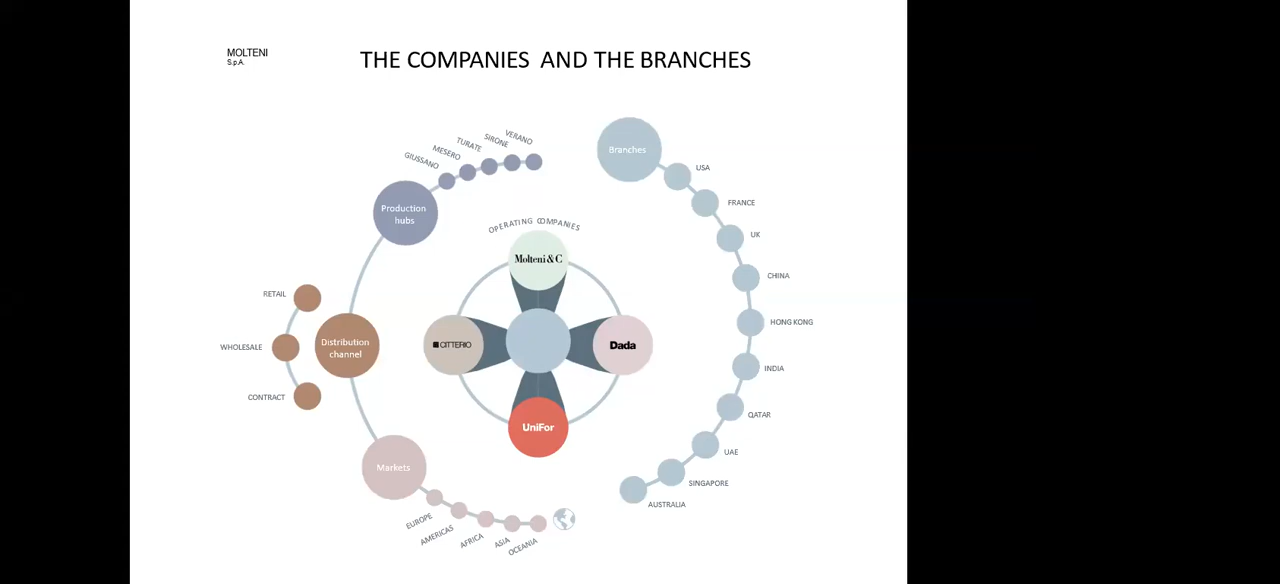 MOLTENI
S.p.A.
THE COMPANIES AND THE BRANCHES
GIUSSANO
MESERO
TURATE
SIRONE
VERANO
Production
hubs
RETAIL
WHOLESALE
CONTRACT
Distribution
channel
Markets
EUROPE
AMERICAS
AFRICA
ASIA
OCEANIA
OPERATING COMPANIES
Molteni&C
CITTERIO
Dada
UniFor
Branches
USA
FRANCE
UK
CHINA
HONG KONG
INDIA
QATAR
UAE
SINGAPORE
AUSTRALIA